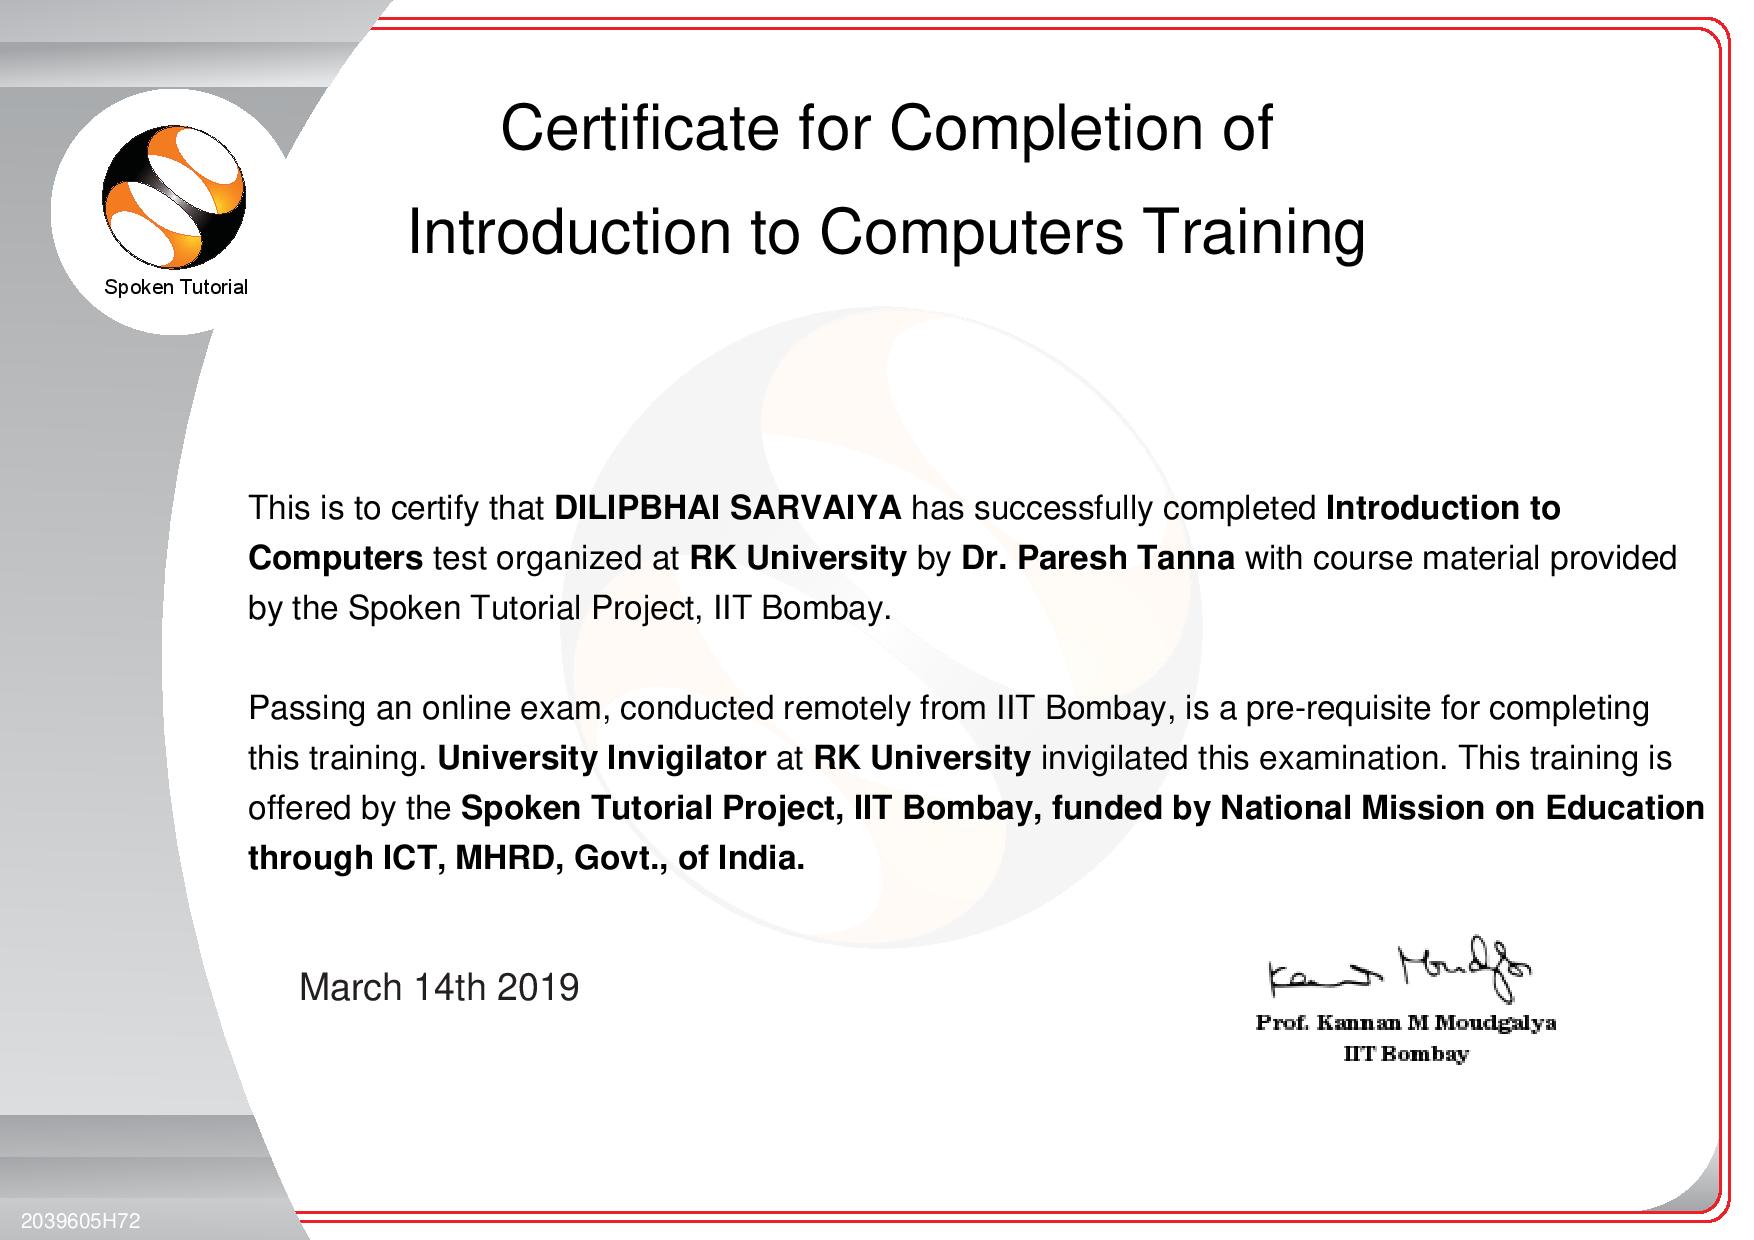 Certificate for Completion of
Introduction to Computers Training
Spoken Tutorial
This is to certify that DILIPBHAI SARVAIYA has successfully completed Introduction to
Computers test organized at RK University by Dr. Paresh Tanna with course material provided
by the Spoken Tutorial Project, IIT Bombay.
Passing an online exam, conducted remotely from IIT Bombay, is a pre-requisite for completing
this training. University Invigilator at RK University invigilated this examination. This training is
offered by the Spoken Tutorial Project, IIT Bombay, funded by National Mission on Education
through ICT, MHRD, Govt., of India.
March 14th 2019
Kannan Moudgalya
Prof. Kannan M Moudgalya
IIT Bombay
2039605H72